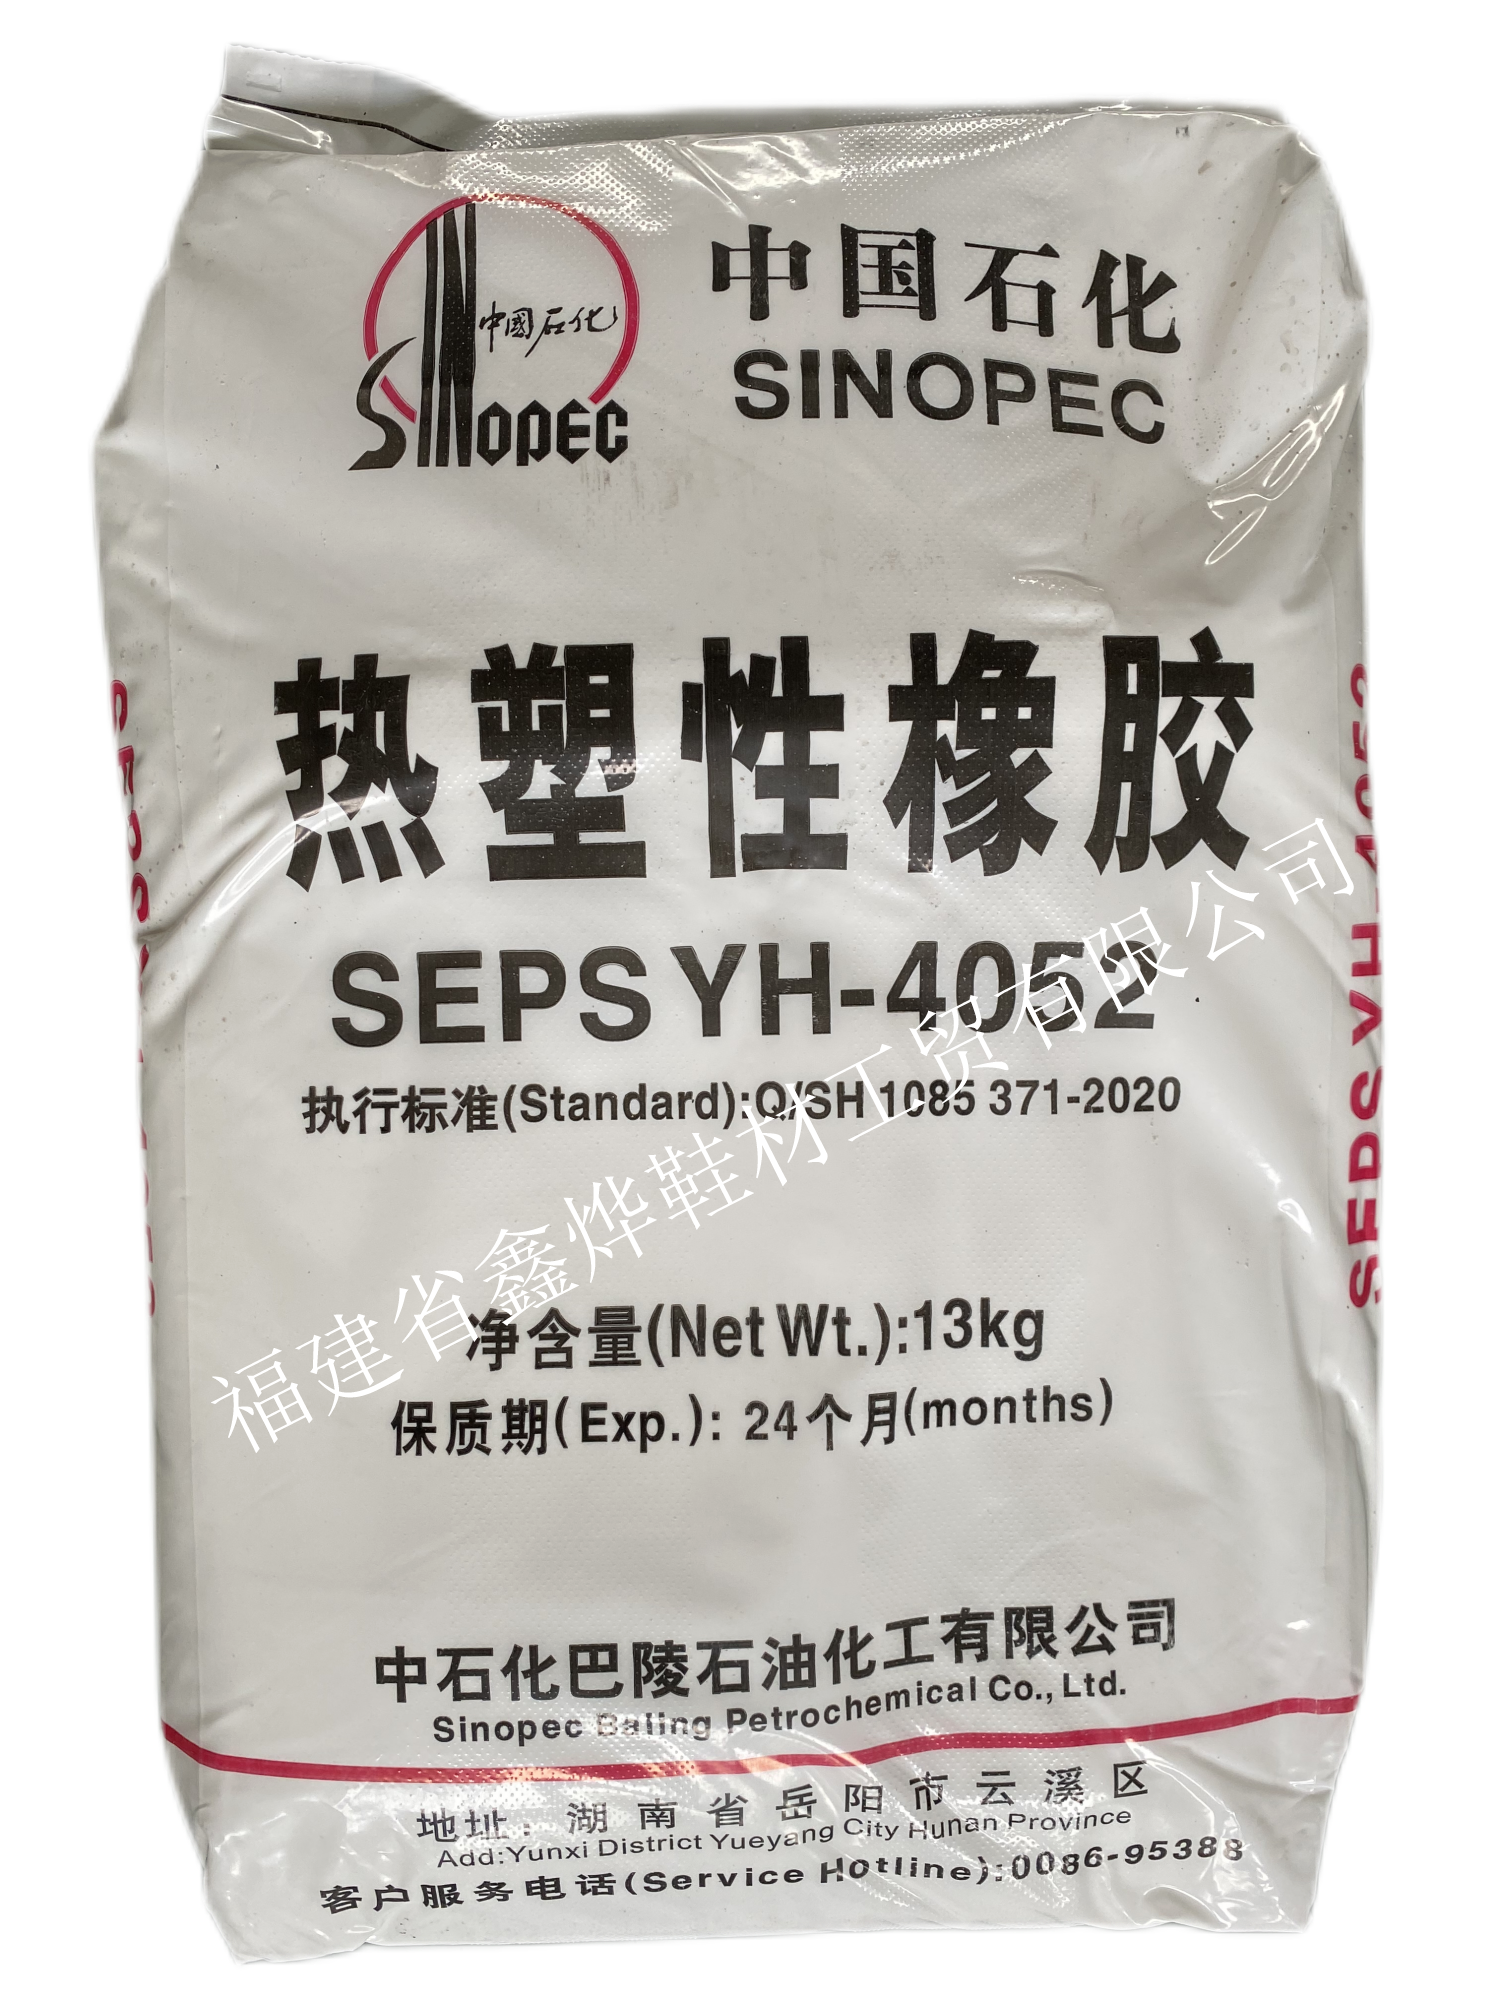 中國石化
SINOPEC
中国石化
SINOPEC
热塑性橡胶
SEPS YH-4052
执行标准(Standard):Q/SH 1085 371-2020
净含量(Net Wt.):13kg
保质期(Exp.): 24个月(months)
中石化巴陵石油化工有限公司
Sinopec Baling Petrochemical Co., Ltd.
地址: 湖南省岳阳市云溪区
Add:Yunxi District Yueyang City Hunan Province
客户服务电话(Service Hotline):0086-95388
SEPS YH-4052
福建省鑫烨鞋材工贸有限公司